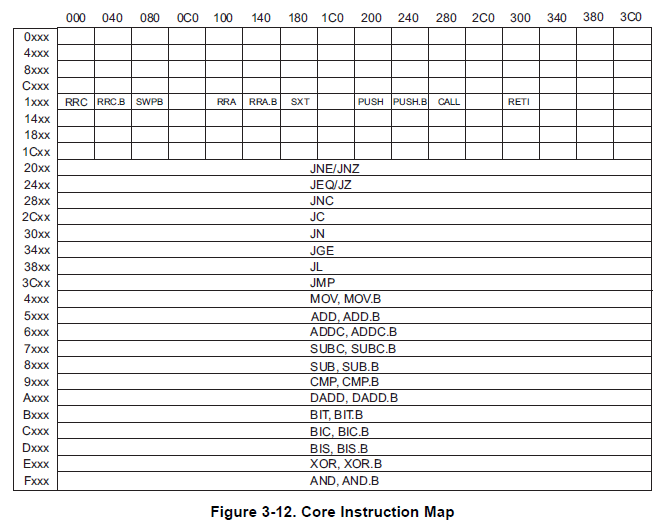 000 040 080 0C0 100 140 180 1C0 200 240 280 2C0 300 340 380 3C0
0xxx
4xxx
8xxx
Cxxx
1xxx RRC RRC.B SWPB RRA RRA.B SXT PUSH PUSH.B CALL RETI
14xx
18xx
1Cxx
20xx JNE/JNZ
24xx JEQ/JZ
28xx JNC
2Cxx JC
30xx JN
34xx JGE
38xx JL
3Cxx JMP
4xxx MOV, MOV.B
5xxx ADD, ADD.B
6xxx ADDC, ADDC.B
7xxx SUBC, SUBC.B
8xxx SUB, SUB.B
9xxx CMP, CMP.B
Axxx DADD, DADD.B
Bxxx BIT, BIT.B
Cxxx BIC, BIC.B
Dxxx BIS, BIS.B
Exxx XOR, XOR.B
Fxxx AND, AND.B
Figure 3-12. Core Instruction Map